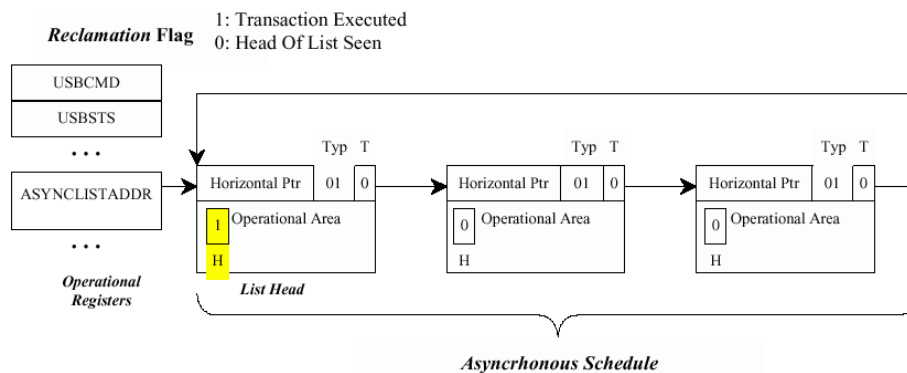 1: Transaction Executed
Reclamation Flag
0: Head Of List Seen
USBCMD
USBSTS
• • •
Typ T
Typ T
Typ T
ASYNCLISTADDR
Horizontal Ptr 01 0
Horizontal Ptr 01 0
Horizontal Ptr 01 0
1 Operational Area
0 Operational Area
0 Operational Area
H
H
H
• • •
Operational
Registers
List Head
Asyncrhonous Schedule